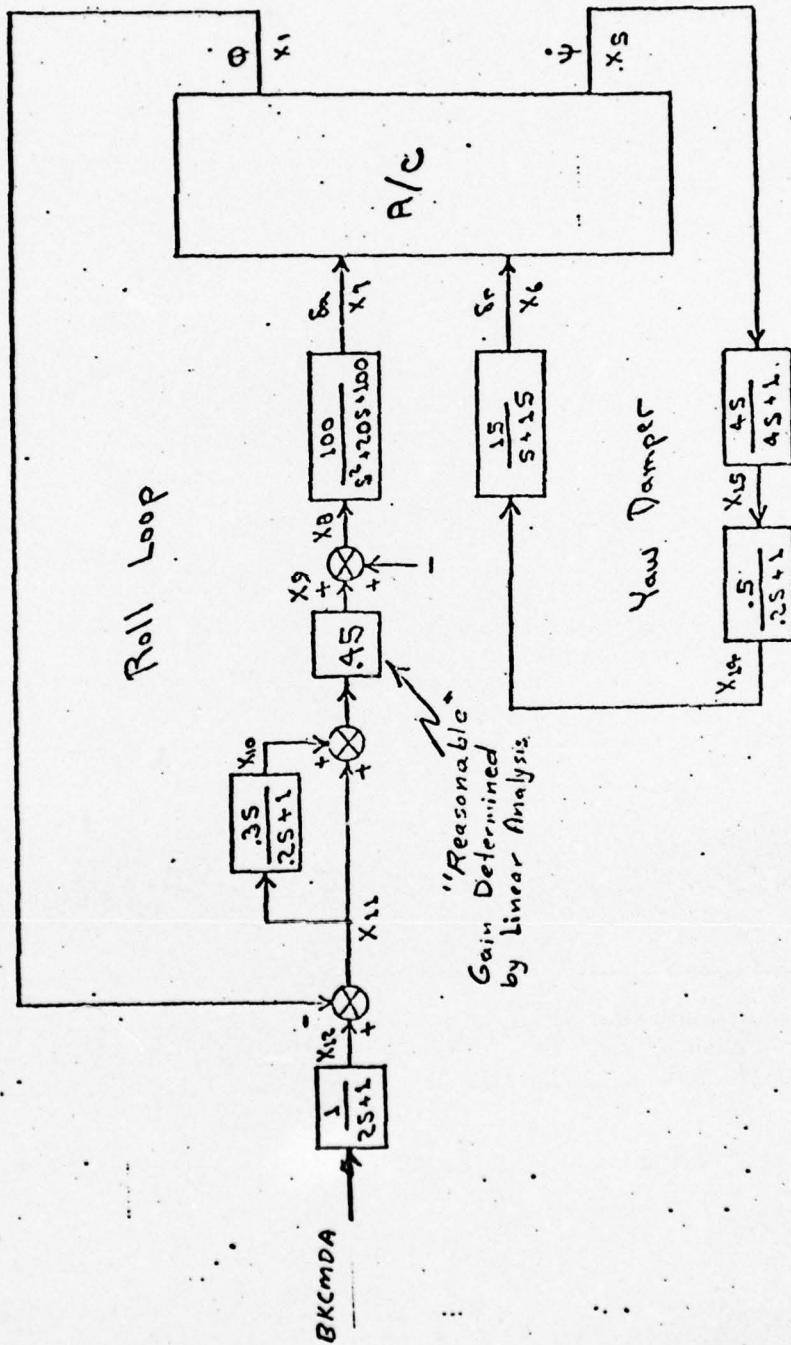 Φ
X1
Roll Loop
X10
.3S
.2S+1
BKCMDA
1
2S+1
X12
+
-
X11
+
+
.45
X9
+
+
-
X8
100
S²+20S+100
δa
X7
A/C
"Reasonable"
Gain Determined
by Linear Analysis
15
S+15
δr
X6
ψ̇
X5
Yaw Damper
X14
.5
.2S+1
X15
4S
4S+1